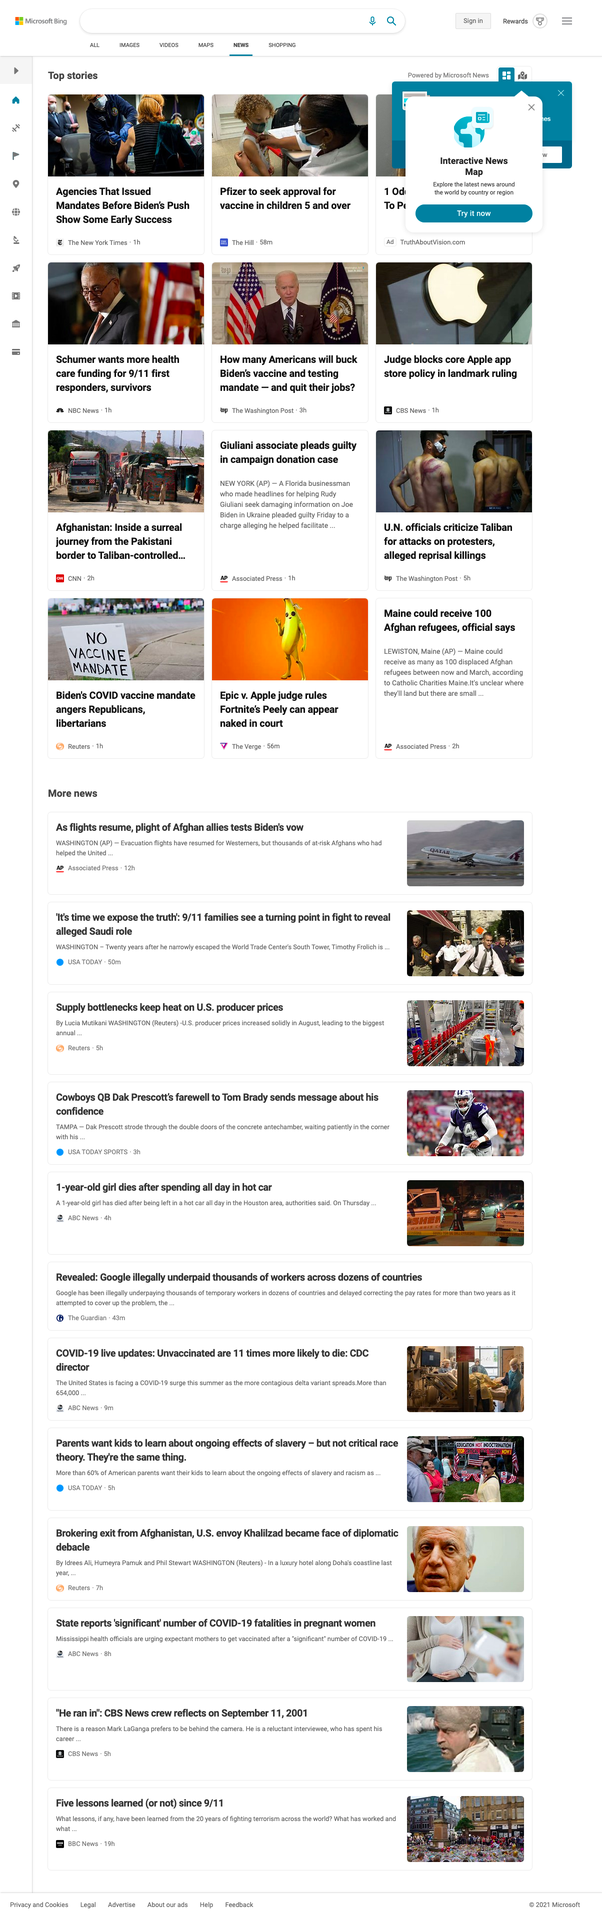 Microsoft Bing
Sign in
Rewards
ALL IMAGES VIDEOS MAPS NEWS SHOPPING
Top stories
Powered by Microsoft News
Interactive News
Map
Explore the latest news around
the world by country or region
Try it now
Agencies That Issued
Mandates Before Biden's Push
Show Some Early Success
The New York Times · 1h
Pfizer to seek approval for
vaccine in children 5 and over
The Hill · 58m
Ad TruthAboutVision.com
Schumer wants more health
care funding for 9/11 first
responders, survivors
NBC News · 1h
How many Americans will buck
Biden's vaccine and testing
mandate — and quit their jobs?
The Washington Post · 3h
Judge blocks core Apple app
store policy in landmark ruling
CBS News · 1h
Afghanistan: Inside a surreal
journey from the Pakistani
border to Taliban-controlled...
CNN · 2h
Giuliani associate pleads guilty
in campaign donation case
NEW YORK (AP) — A Florida businessman
who made headlines for helping Rudy
Giuliani seek damaging information on Joe
Biden in Ukraine pleaded guilty Friday to a
charge alleging he helped facilitate ...
AP Associated Press · 1h
U.N. officials criticize Taliban
for attacks on protesters,
alleged reprisal killings
The Washington Post · 5h
NO
VACCINE
MANDATE
Biden's COVID vaccine mandate
angers Republicans,
libertarians
Reuters · 1h
Epic v. Apple judge rules
Fortnite's Peely can appear
naked in court
The Verge · 56m
Maine could receive 100
Afghan refugees, official says
LEWISTON, Maine (AP) — Maine could
receive as many as 100 displaced Afghan
refugees between now and March, according
to Catholic Charities Maine.It's unclear where
they'll land but there are small ...
AP Associated Press · 2h
More news
As flights resume, plight of Afghan allies tests Biden's vow
WASHINGTON (AP) — Evacuation flights have resumed for Westerners, but thousands of at-risk Afghans who had
helped the United ...
AP Associated Press · 12h
QATAR
'It's time we expose the truth': 9/11 families see a turning point in fight to reveal
alleged Saudi role
WASHINGTON – Twenty years after he narrowly escaped the World Trade Center's South Tower, Timothy Frolich is ...
USA TODAY · 50m
Supply bottlenecks keep heat on U.S. producer prices
By Lucia Mutikani WASHINGTON (Reuters) -U.S. producer prices increased solidly in August, leading to the biggest
annual ...
Reuters · 5h
Cowboys QB Dak Prescott's farewell to Tom Brady sends message about his
confidence
TAMPA — Dak Prescott strode through the double doors of the concrete antechamber, waiting patiently in the corner
with his ...
USA TODAY SPORTS · 3h
4
1-year-old girl dies after spending all day in hot car
A 1-year-old girl has died after being left in a hot car all day in the Houston area, authorities said. On Thursday ...
ABC News · 4h
Revealed: Google illegally underpaid thousands of workers across dozens of countries
Google has been illegally underpaying thousands of temporary workers in dozens of countries and delayed correcting the pay rates for more than two years as it
attempted to cover up the problem, the ...
The Guardian · 43m
COVID-19 live updates: Unvaccinated are 11 times more likely to die: CDC
director
The United States is facing a COVID-19 surge this summer as the more contagious delta variant spreads.More than
654,000 ...
ABC News · 9m
Parents want kids to learn about ongoing effects of slavery – but not critical race
theory. They're the same thing.
More than 60% of American parents want their kids to learn about the ongoing effects of slavery and racism as ...
USA TODAY · 5h
EDUCATION NOT INDOCTRINATION
Brokering exit from Afghanistan, U.S. envoy Khalilzad became face of diplomatic
debacle
By Idrees Ali, Humeyra Pamuk and Phil Stewart WASHINGTON (Reuters) - In a luxury hotel along Doha's coastline last
year, ...
Reuters · 7h
State reports 'significant' number of COVID-19 fatalities in pregnant women
Mississippi health officials are urging expectant mothers to get vaccinated after a "significant" number of COVID-19 ...
ABC News · 8h
"He ran in": CBS News crew reflects on September 11, 2001
There is a reason Mark LaGanga prefers to be behind the camera. He is a reluctant interviewee, who has spent his
career ...
CBS News · 5h
Five lessons learned (or not) since 9/11
What lessons, if any, have been learned from the 20 years of fighting terrorism across the world? What has worked and
what ...
BBC News · 19h
Privacy and Cookies Legal Advertise About our ads Help Feedback
© 2021 Microsoft